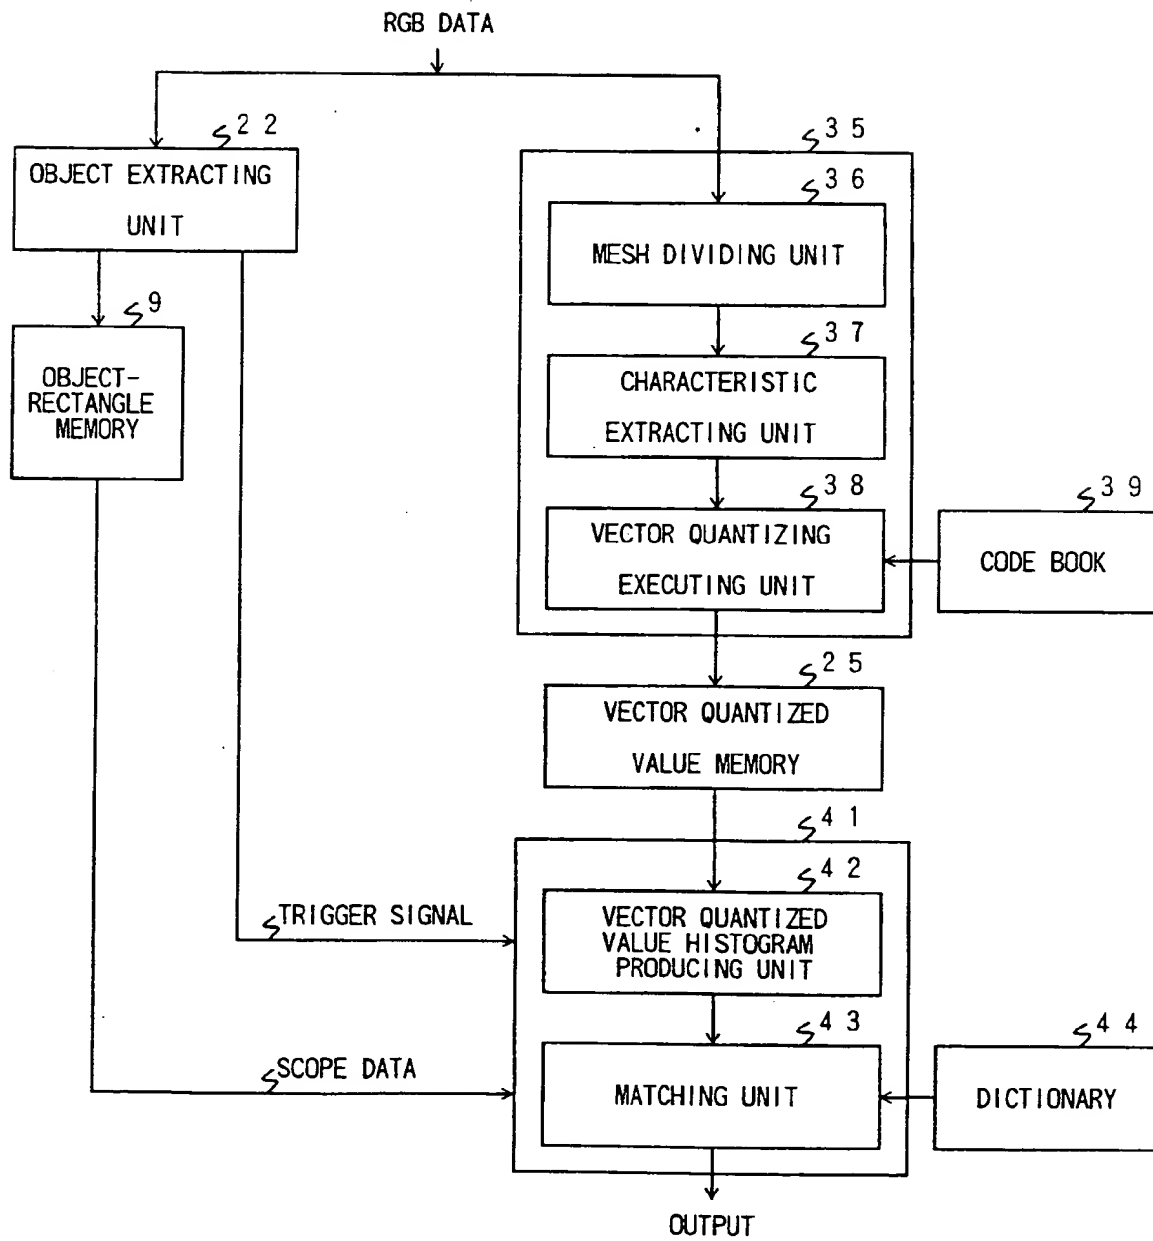 RGB DATA
22
OBJECT EXTRACTING
UNIT
35
36
MESH DIVIDING UNIT
9
OBJECT-
RECTANGLE
MEMORY
37
CHARACTERISTIC
EXTRACTING UNIT
38
VECTOR QUANTIZING
EXECUTING UNIT
39
CODE BOOK
25
VECTOR QUANTIZED
VALUE MEMORY
41
42
VECTOR QUANTIZED
VALUE HISTOGRAM
PRODUCING UNIT
TRIGGER SIGNAL
43
MATCHING UNIT
44
DICTIONARY
SCOPE DATA
OUTPUT